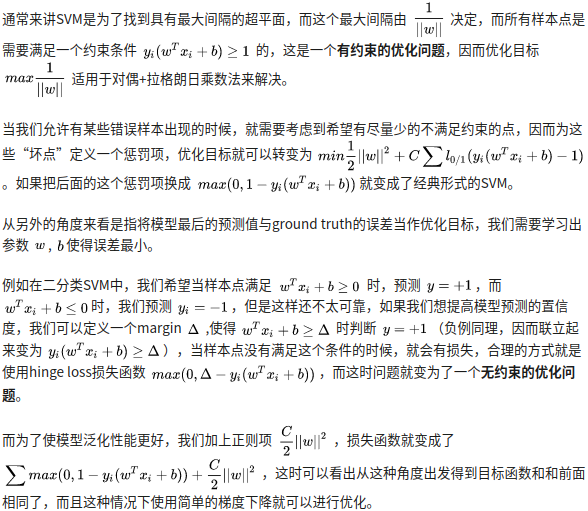 通常来讲SVM是为了找到具有最大间隔的超平面，而这个最大间隔由 1/||w|| 决定，而所有样本点是
需要满足一个约束条件 y_i(w^T x_i + b) ≥ 1 的，这是一个有约束的优化问题，因而优化目标
max 1/||w|| 适用于对偶+拉格朗日乘数法来解决。
当我们允许有某些错误样本出现的时候，就需要考虑到希望有尽量少的不满足约束的点，因而为这
些“坏点”定义一个惩罚项，优化目标就可以转变为 min 1/2 ||w||^2 + C∑l_{0/1}(y_i(w^T x_i + b) − 1)
。如果把后面的这个惩罚项换成 max(0, 1 − y_i(w^T x_i + b)) 就变成了经典形式的SVM。
从另外的角度来看是指将模型最后的预测值与ground truth的误差当作优化目标，我们需要学习出
参数 w , b 使得误差最小。
例如在二分类SVM中，我们希望当样本点满足 w^T x_i + b ≥ 0 时，预测 y = +1 ，而
w^T x_i + b ≤ 0 时，我们预测 y_i = −1 ，但是这样还不太可靠，如果我们想提高模型预测的置信
度，我们可以定义一个margin Δ ,使得 w^T x_i + b ≥ Δ 时判断 y = +1 （负例同理，因而联立起
来变为 y_i(w^T x_i + b) ≥ Δ ），当样本点没有满足这个条件的时候，就会有损失，合理的方式就是
使用hinge loss损失函数 max(0, Δ − y_i(w^T x_i + b)) ，而这时问题就变为了一个无约束的优化问
题。
而为了使模型泛化性能更好，我们加上正则项 C/2 ||w||^2 ，损失函数就变成了
∑max(0, 1 − y_i(w^T x_i + b)) + C/2 ||w||^2 ，这时可以看出从这种角度出发得到目标函数和和前面
相同了，而且这种情况下使用简单的梯度下降就可以进行优化。